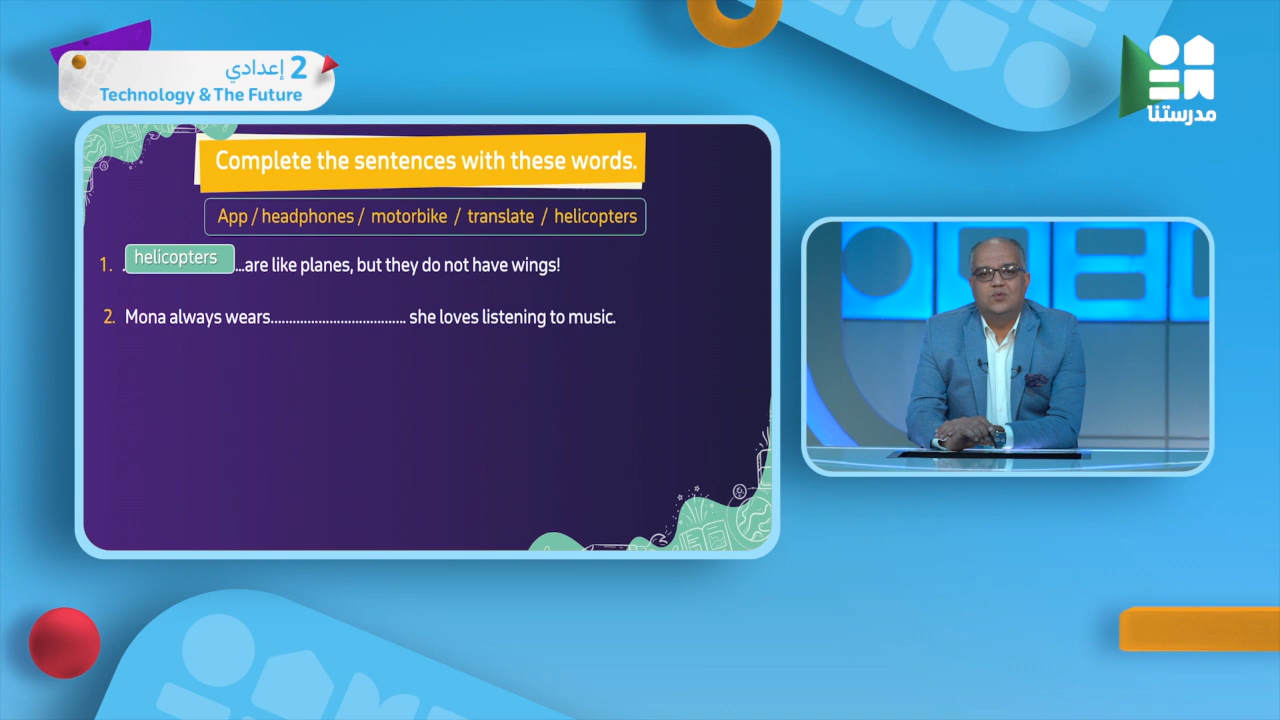 2 إعدادي
Technology & The Future
مدرستنا
Complete the sentences with these words.
App / headphones / motorbike / translate / helicopters
1. .helicopters...are like planes, but they do not have wings!
2. Mona always wears..................................... she loves listening to music.